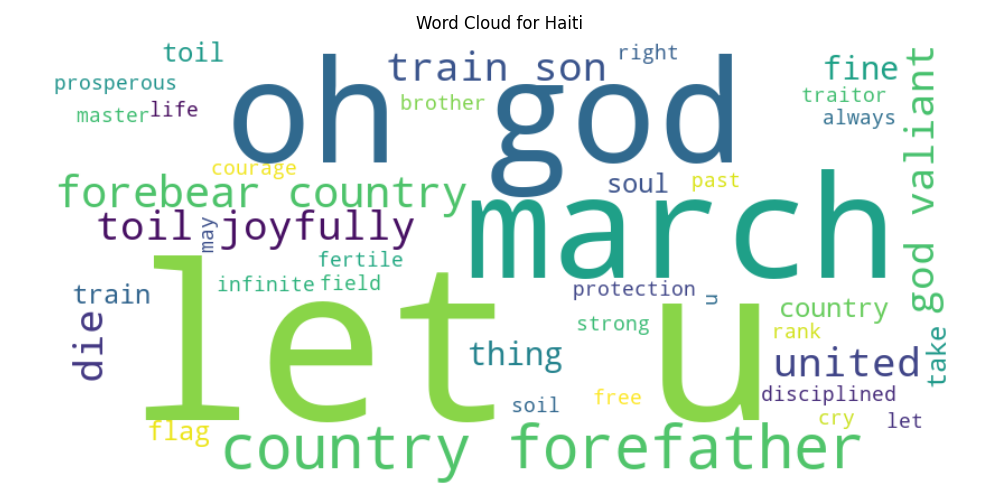 Word Cloud for Haiti
toil
right
oh god
train son
fine
prosperous
brother
traitor
master
life
always
god valiant
courage
soul
past
forebear country
march
toil joyfully
may
fertile
infinite
field
protection
u
train
country
strong
rank
die
let u
thing
united
take
disciplined
soil
free
cry
let
flag
country forefather